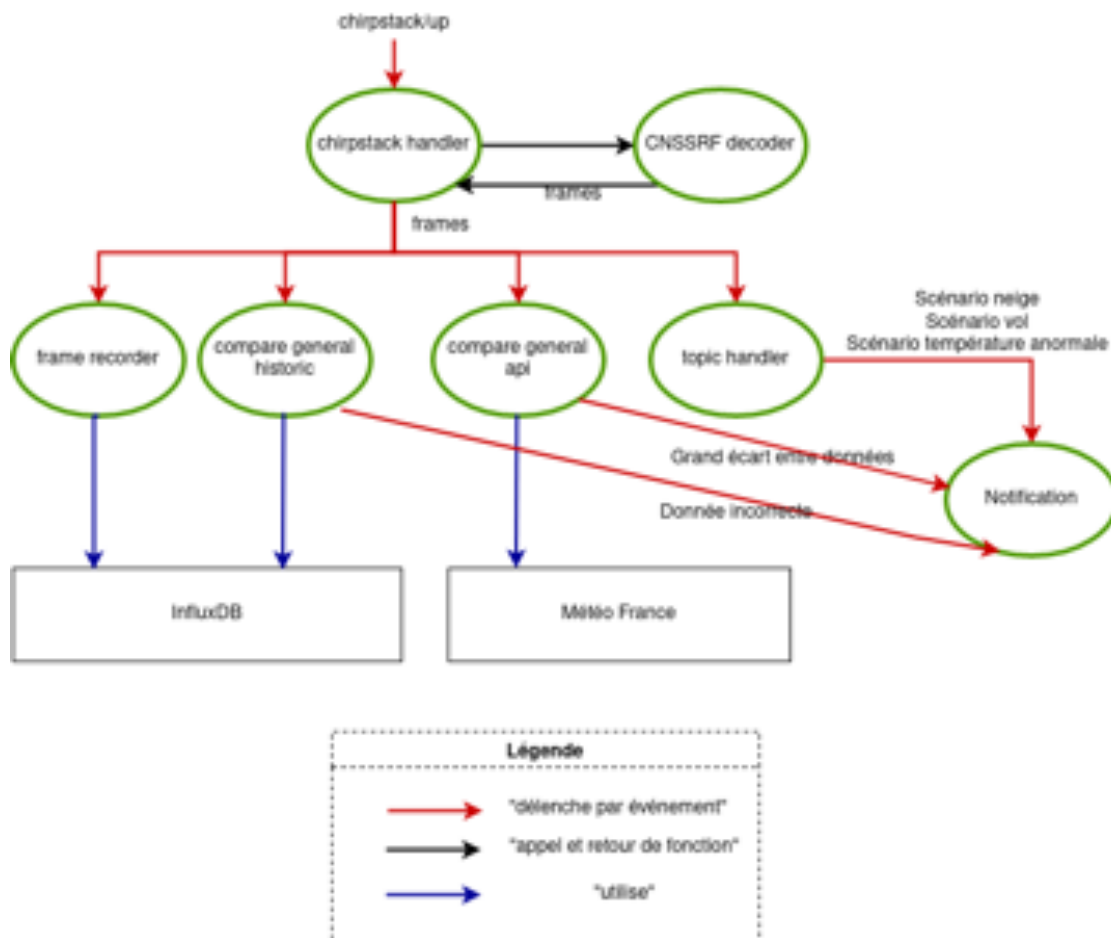 chirpstack/up
chirpstack handler
CNSSRF decoder
frames
frames
Scénario neige
Scénario vol
Scénario température anormale
frame recorder
compare general
historic
compare general
api
topic handler
Grand écart entre données
Notification
Donnée incorrecte
InfluxDB
Météo France
Légende
"délenche par événement"
"appel et retour de fonction"
"utilise"